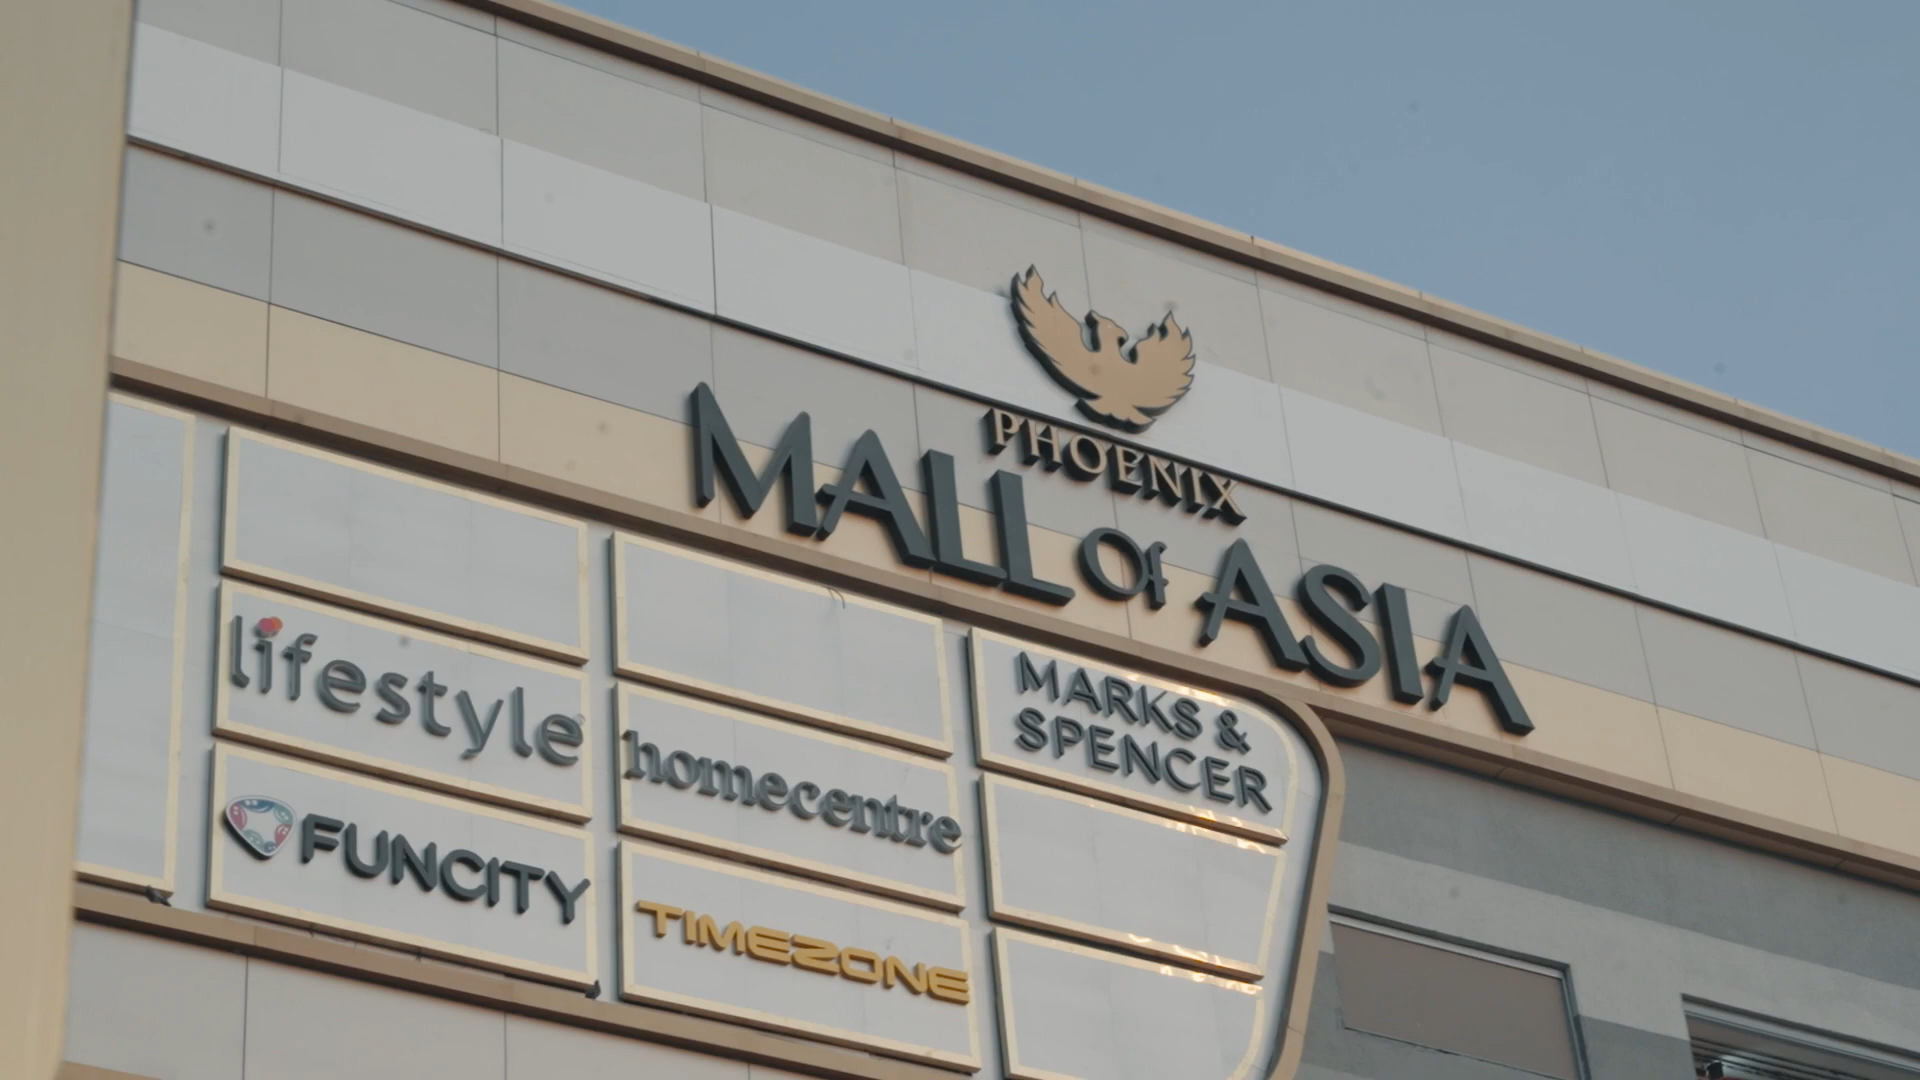 PHOENIX
MALL OF ASIA
lifestyle
FUNCITY
homecentre
TIMEZONE
MARKS &
SPENCER